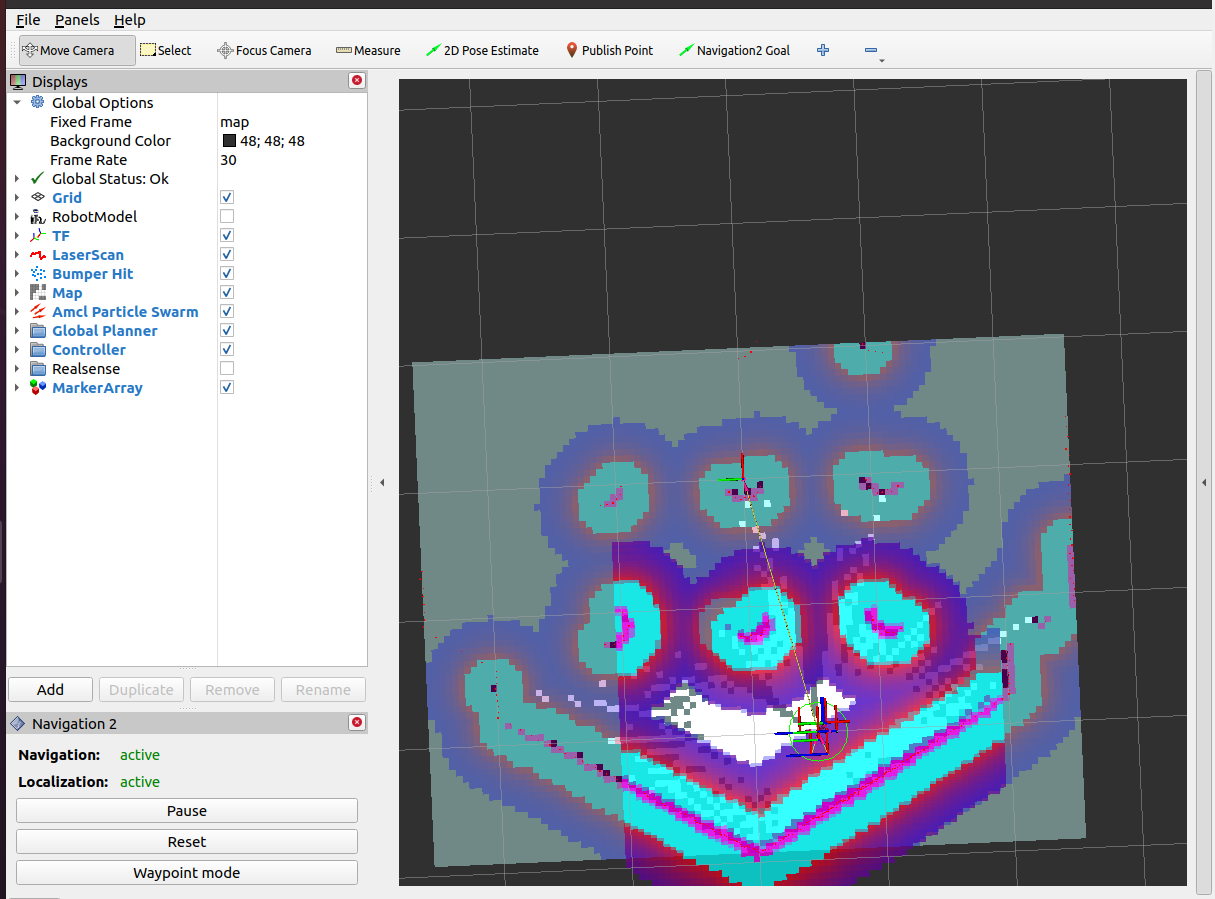 File Panels Help
Move Camera Select Focus Camera Measure 2D Pose Estimate Publish Point Navigation2 Goal
Displays
Global Options
Fixed Frame map
Background Color 48; 48; 48
Frame Rate 30
Global Status: Ok
Grid
RobotModel
TF
LaserScan
Bumper Hit
Map
Amcl Particle Swarm
Global Planner
Controller
Realsense
MarkerArray
Add Duplicate Remove Rename
Navigation 2
Navigation: active
Localization: active
Pause
Reset
Waypoint mode